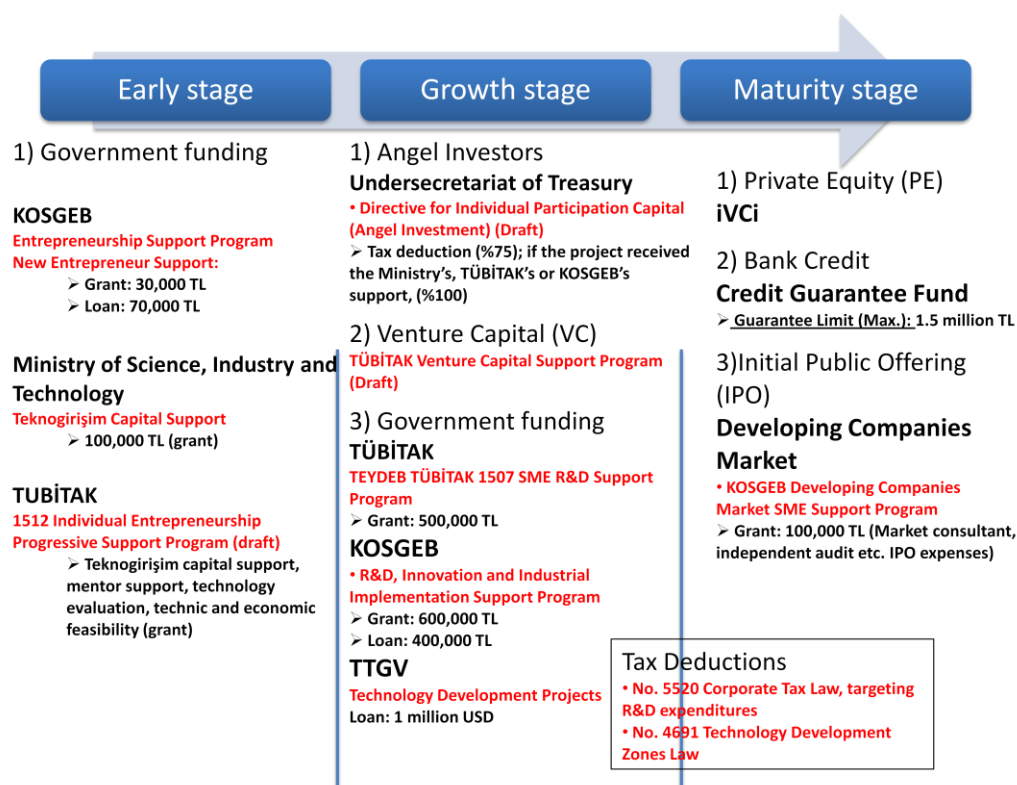 Early stage
Growth stage
Maturity stage
1) Government funding
KOSGEB
Entrepreneurship Support Program
New Entrepreneur Support:
➢ Grant: 30,000 TL
➢ Loan: 70,000 TL
Ministry of Science, Industry and
Technology
Teknogirişim Capital Support
➢ 100,000 TL (grant)
TUBİTAK
1512 Individual Entrepreneurship
Progressive Support Program (draft)
➢ Teknogirişim capital support,
mentor support, technology
evaluation, technic and economic
feasibility (grant)
1) Angel Investors
Undersecretariat of Treasury
• Directive for Individual Participation Capital
(Angel Investment) (Draft)
➢ Tax deduction (%75); if the project received
the Ministry's, TÜBİTAK's or KOSGEB's
support, (%100)
2) Venture Capital (VC)
TÜBİTAK Venture Capital Support Program
(Draft)
3) Government funding
TÜBİTAK
TEYDEB TÜBİTAK 1507 SME R&D Support
Program
➢ Grant: 500,000 TL
KOSGEB
• R&D, Innovation and Industrial
Implementation Support Program
➢ Grant: 600,000 TL
➢ Loan: 400,000 TL
TTGV
Technology Development Projects
Loan: 1 million USD
1) Private Equity (PE)
iVCi
2) Bank Credit
Credit Guarantee Fund
➢ Guarantee Limit (Max.): 1.5 million TL
3)Initial Public Offering
(IPO)
Developing Companies
Market
• KOSGEB Developing Companies
Market SME Support Program
➢ Grant: 100,000 TL (Market consultant,
independent audit etc. IPO expenses)
Tax Deductions
• No. 5520 Corporate Tax Law, targeting
R&D expenditures
• No. 4691 Technology Development
Zones Law